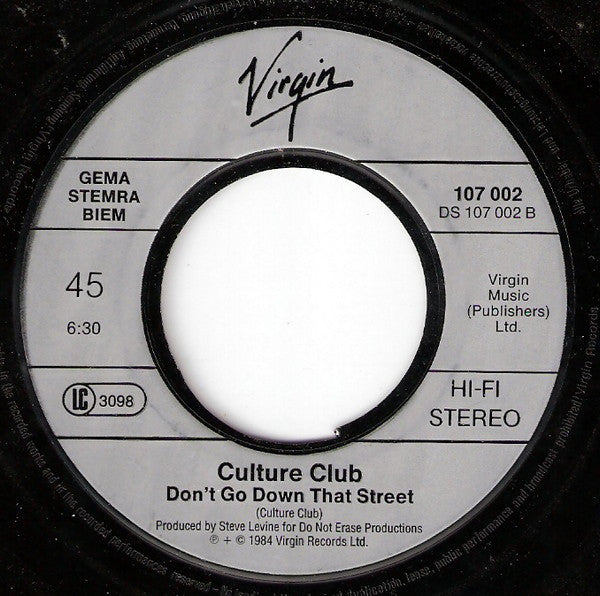 Virgin
GEMA
STEMRA
BIEM
107 002
DS 107 002 B
45
6:30
Virgin
Music
(Publishers)
Ltd.
LC 3098
HI-FI
STEREO
Culture Club
Don't Go Down That Street
(Culture Club)
Produced by Steve Levine for Do Not Erase Productions
℗ + © 1984 Virgin Records Ltd.